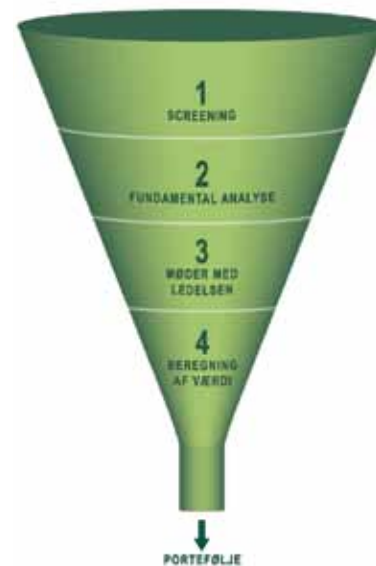 1
SCREENING
2
FUNDAMENTAL ANALYSE
3
MØDER MED
LEDELSEN
4
BEREGNING
AF VÆRDI
PORTEFØLJE